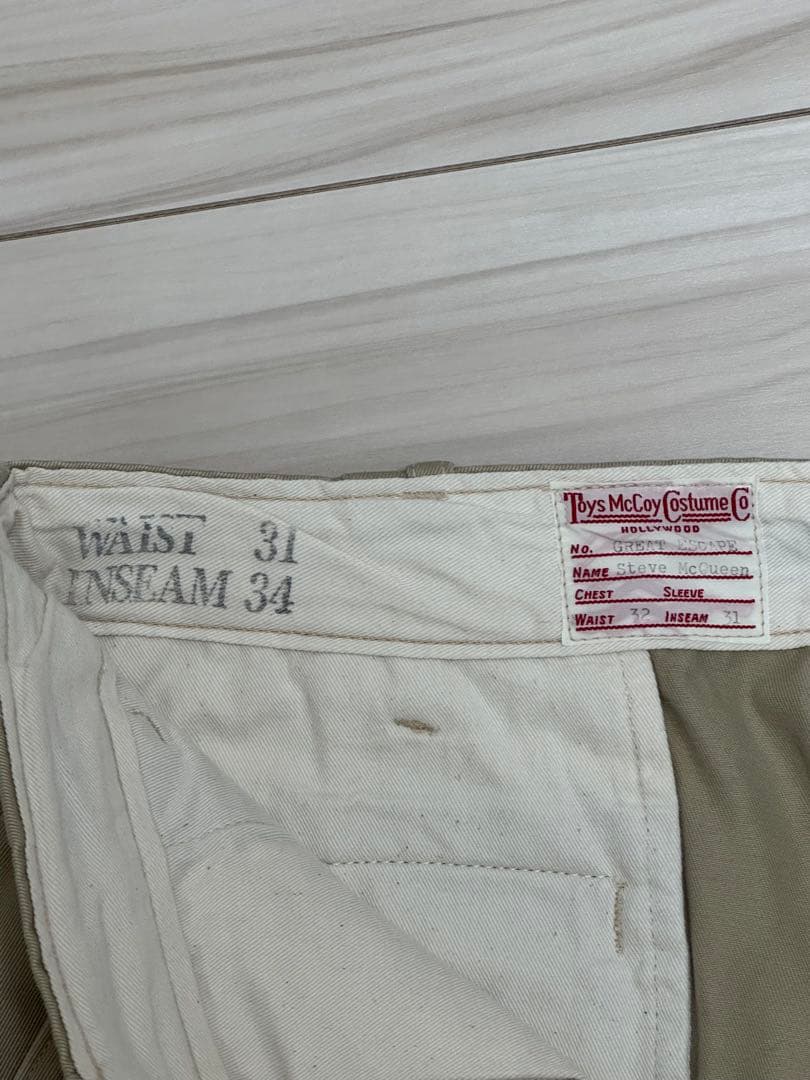 WAIST 31
INSEAM 34
Toys McCoy Costume Co
HOLLYWOOD
No. GREAT ESCAPE
NAME Steve McQueen
CHEST SLEEVE
WAIST 32 INSEAM 31